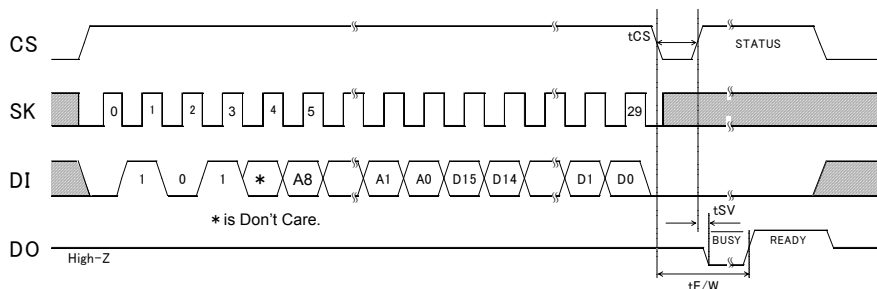 CS tCS STATUS
SK 0 1 2 3 4 5 29
DI 1 0 1 * A8 A1 A0 D15 D14 D1 D0
* is Don't Care.
tSV
DO High-Z BUSY READY
tE/W